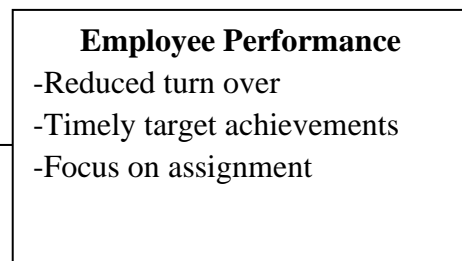 Employee Performance
-Reduced turn over
-Timely target achievements
-Focus on assignment